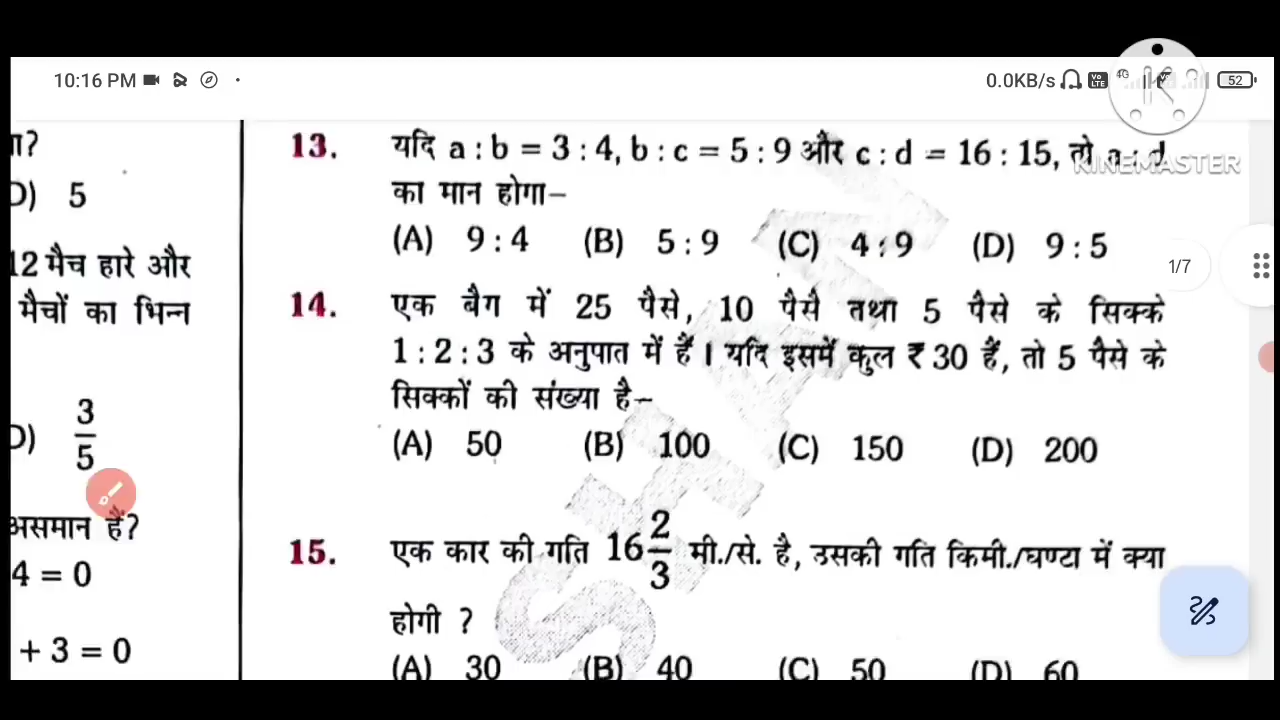 10:16 PM
0.0KB/s Vo LTE 4G 52
KINEMASTER
1/7
ा?
D) 5
12 मैच हारे और
मैचों का भिन्न
D) 3/5
असमान हैं?
4 = 0
+ 3 = 0
13. यदि a : b = 3 : 4, b : c = 5 : 9 और c : d = 16 : 15, तो a : d
का मान होगा–
(A) 9 : 4 (B) 5 : 9 (C) 4 : 9 (D) 9 : 5
14. एक बैग में 25 पैसे, 10 पैसे तथा 5 पैसे के सिक्के
1 : 2 : 3 के अनुपात में हैं। यदि इसमें कुल ₹ 30 हैं, तो 5 पैसे के
सिक्कों की संख्या है–
(A) 50 (B) 100 (C) 150 (D) 200
15. एक कार की गति 16 2/3 मी./से. है, उसकी गति किमी./घण्टा में क्या
होगी ?
(A) 30 (B) 40 (C) 50 (D) 60